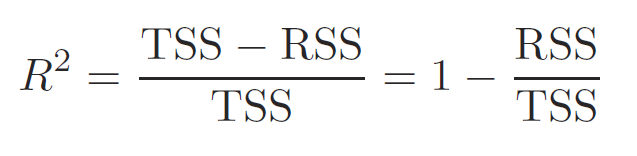 R² = (TSS − RSS) / TSS = 1 − RSS / TSS